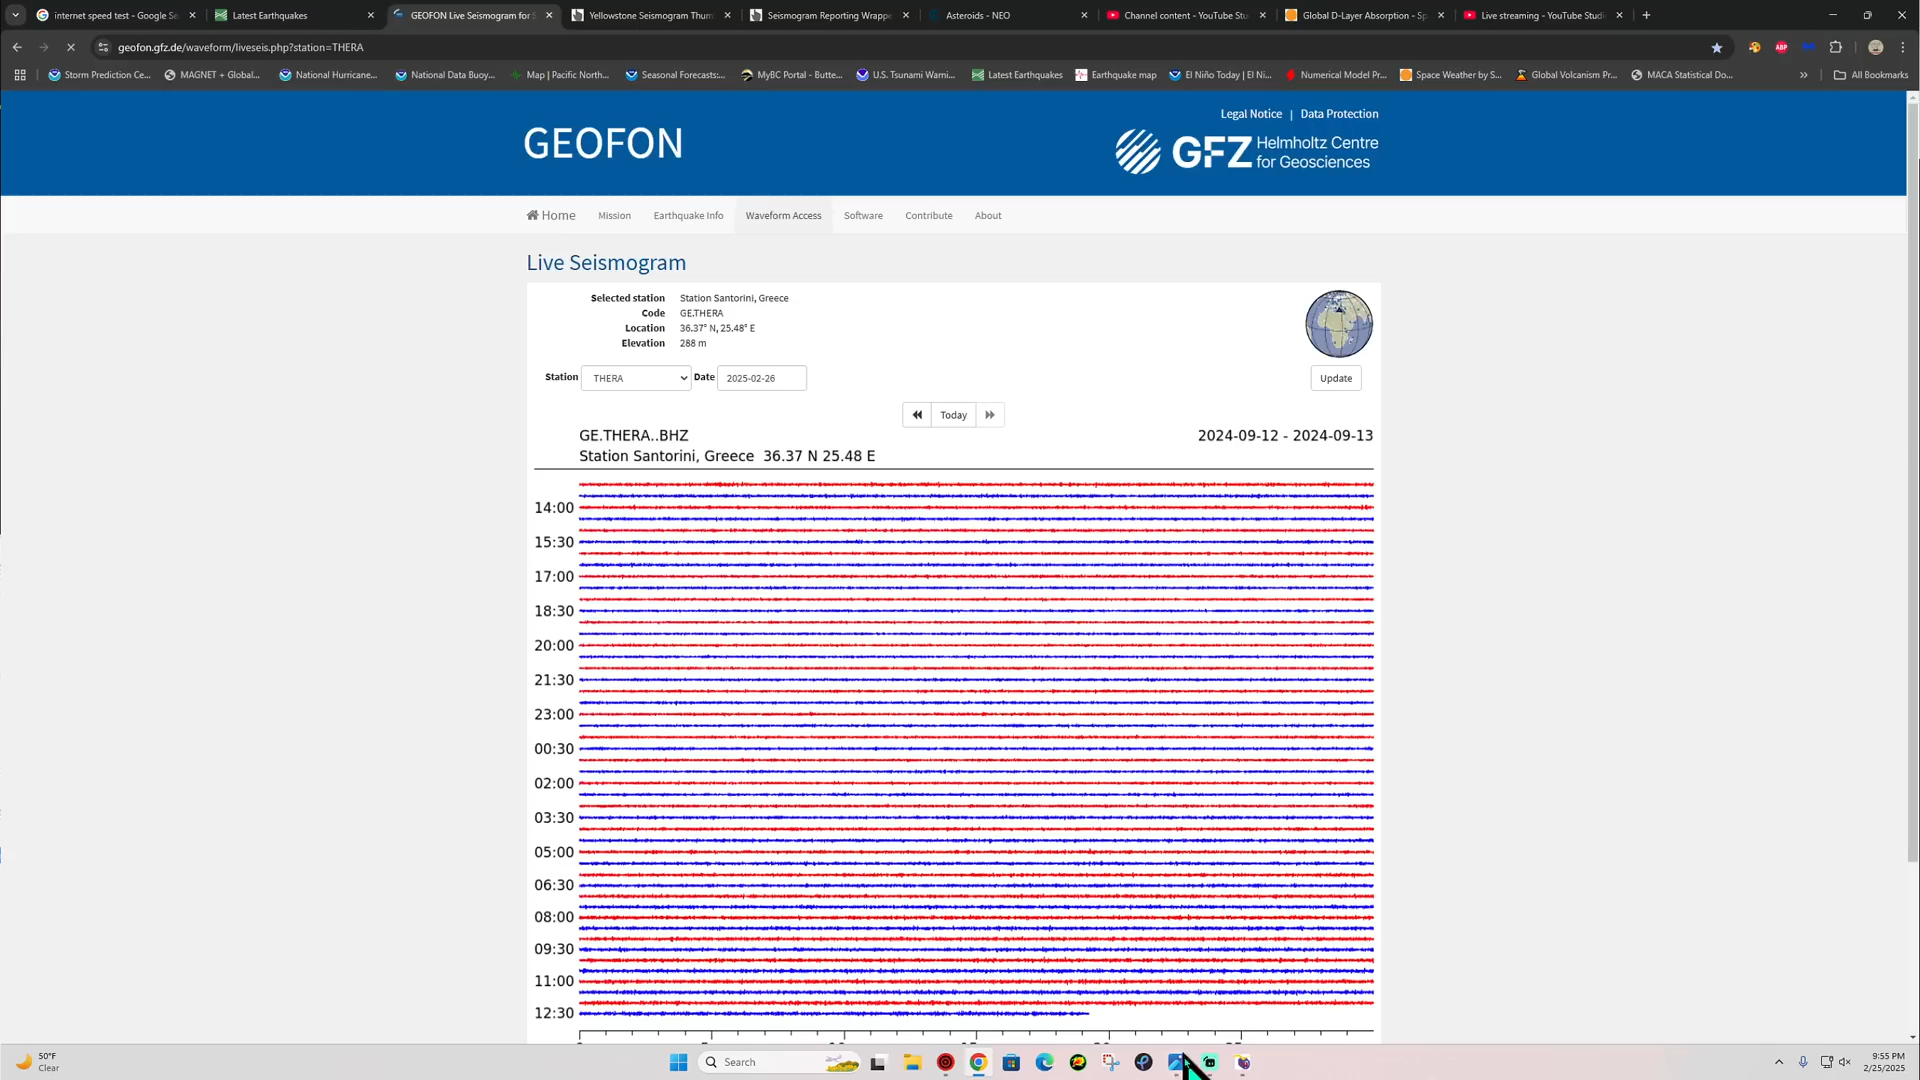 internet speed test - Google Se
Latest Earthquakes
GEOFON Live Seismogram for S
Yellowstone Seismogram Thum
Seismogram Reporting Wrappe
Asteroids - NEO
Channel content - YouTube Stu
Global D-Layer Absorption - Sp
Live streaming - YouTube Studi
geofon.gfz.de/waveform/liveseis.php?station=THERA
ABP
Storm Prediction Ce...
MAGNET + Global...
National Hurricane...
National Data Buoy...
Map | Pacific North...
Seasonal Forecasts:...
MyBC Portal - Butte...
U.S. Tsunami Warni...
Latest Earthquakes
Earthquake map
El Niño Today | El Ni...
Numerical Model Pr...
Space Weather by S...
Global Volcanism Pr...
MACA Statistical Do...
All Bookmarks
Legal Notice | Data Protection
GEOFON
GFZ Helmholtz Centre
for Geosciences
Home
Mission
Earthquake Info
Waveform Access
Software
Contribute
About
Live Seismogram
Selected station Station Santorini, Greece
Code GE.THERA
Location 36.37° N, 25.48° E
Elevation 288 m
Station THERA Date 2025-02-26
Update
Today
GE.THERA..BHZ 2024-09-12 - 2024-09-13
Station Santorini, Greece 36.37 N 25.48 E
14:00
15:30
17:00
18:30
20:00
21:30
23:00
00:30
02:00
03:30
05:00
06:30
08:00
09:30
11:00
12:30
50°F
Clear
Search
9:55 PM
2/25/2025